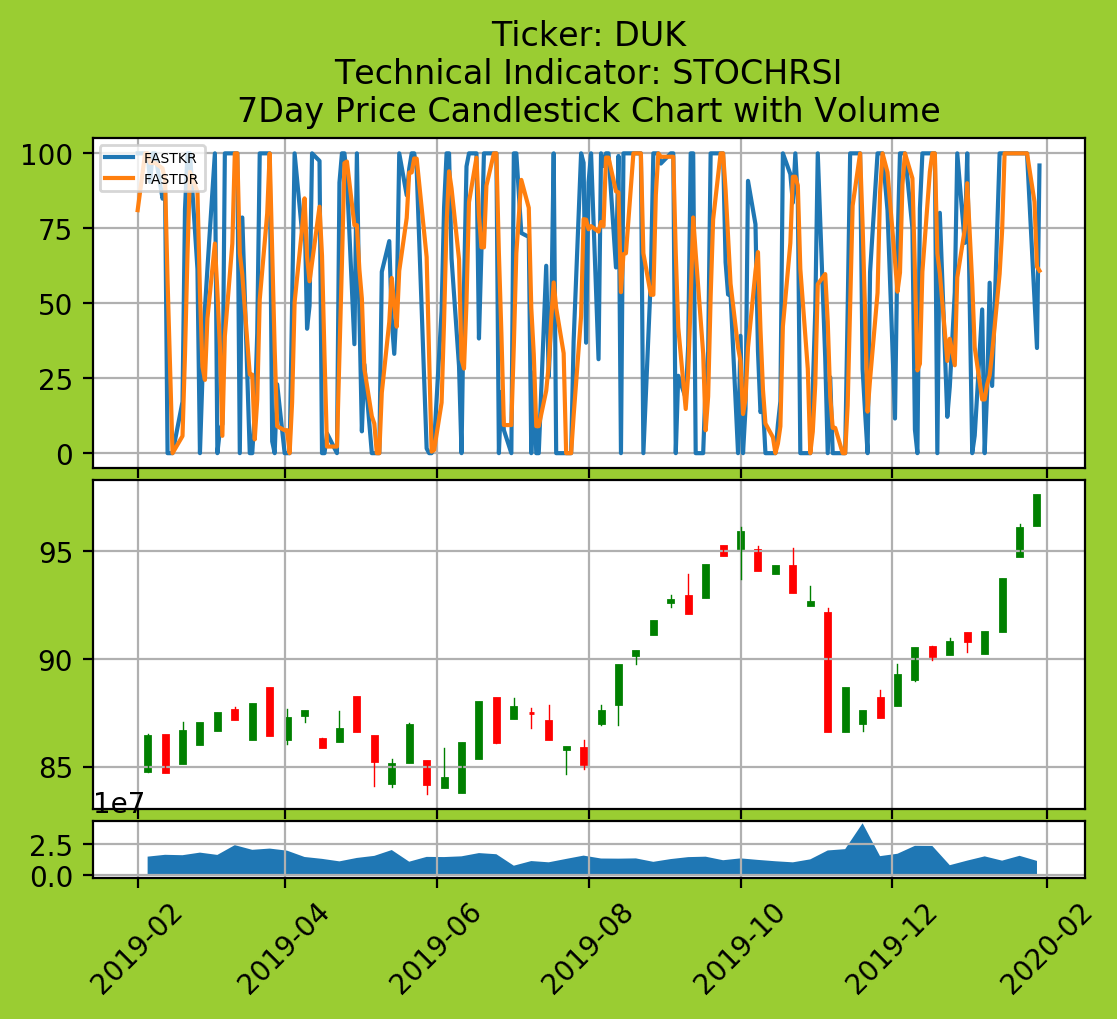 Ticker: DUK
Technical Indicator: STOCHRSI
7Day Price Candlestick Chart with Volume
100
FASTKR
FASTDR
75
50
25
0
95
90
85
1e7
2.5
0.0
2019-02
2019-04
2019-06
2019-08
2019-10
2019-12
2020-02